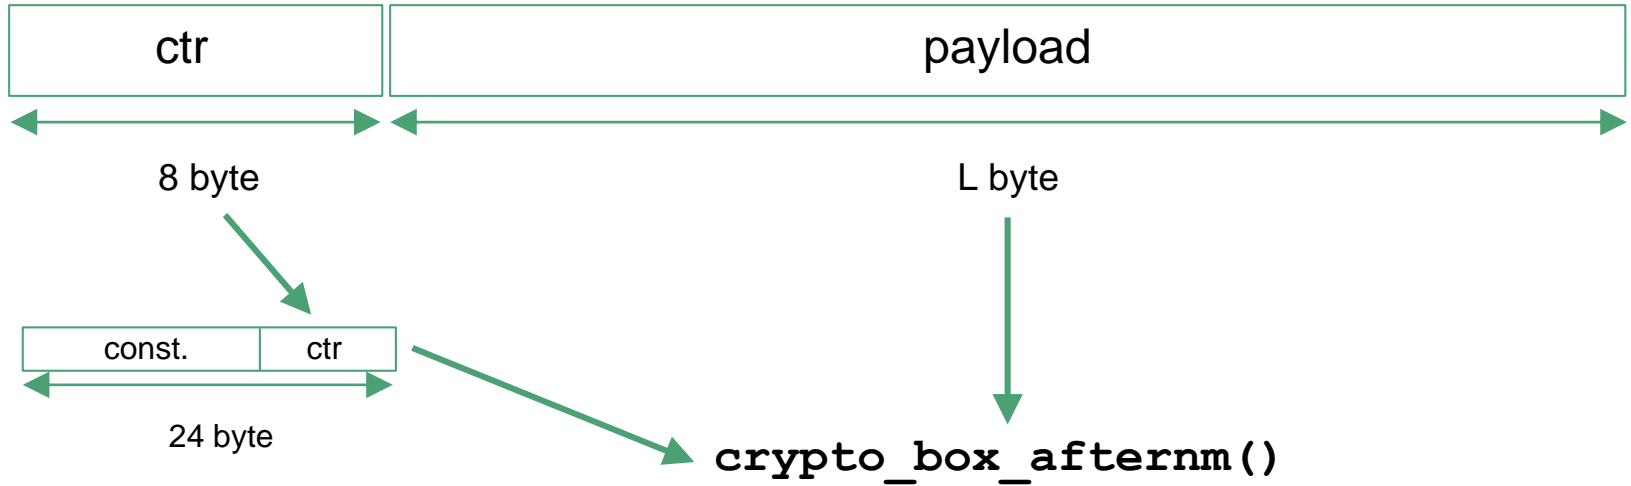 ctr payload
8 byte L byte
const. ctr
24 byte
crypto_box_afternm()